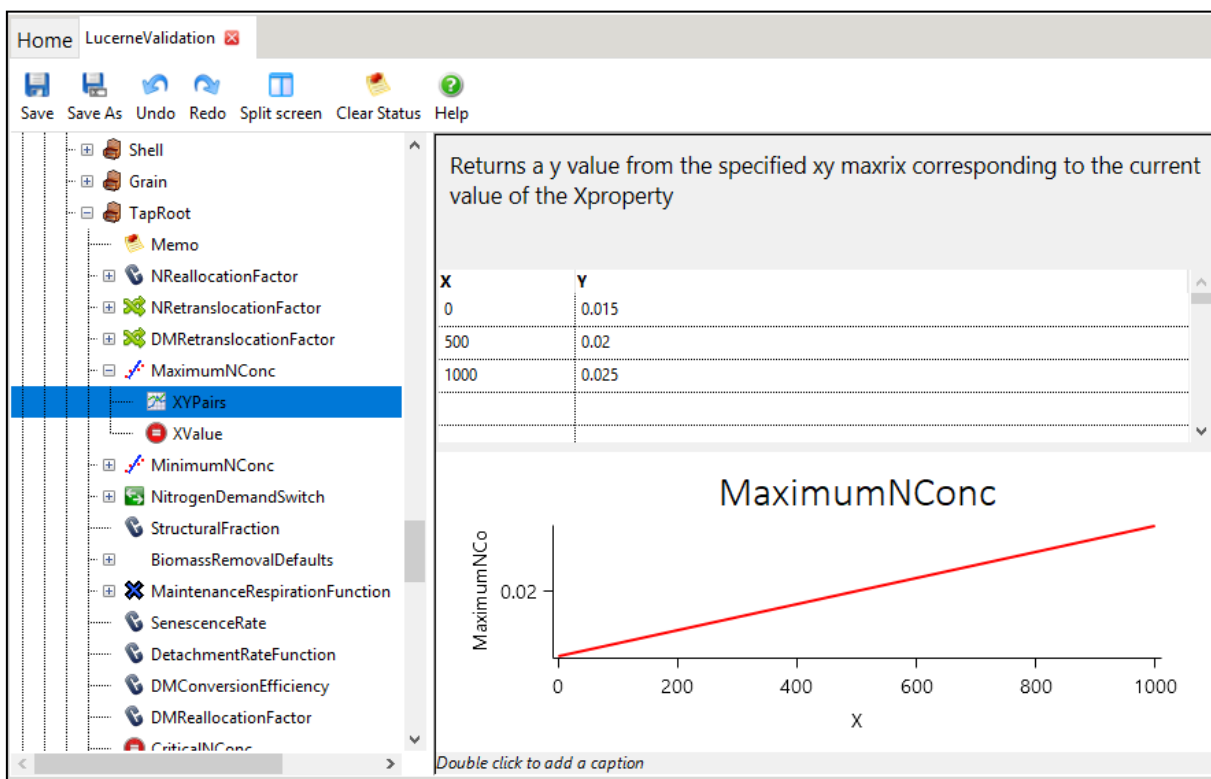 Home LucerneValidation
Save Save As Undo Redo Split screen Clear Status Help
Shell
Grain
TapRoot
Memo
NReallocationFactor
NRetranslocationFactor
DMRetranslocationFactor
MaximumNConc
XYPairs
XValue
MinimumNConc
NitrogenDemandSwitch
StructuralFraction
BiomassRemovalDefaults
MaintenanceRespirationFunction
SenescenceRate
DetachmentRateFunction
DMConversionEfficiency
DMReallocationFactor
CriticalNConc
Returns a y value from the specified xy maxrix corresponding to the current
value of the Xproperty
X Y
0 0.015
500 0.02
1000 0.025
MaximumNConc
MaximumNCo
0.02
0 200 400 600 800 1000
X
Double click to add a caption